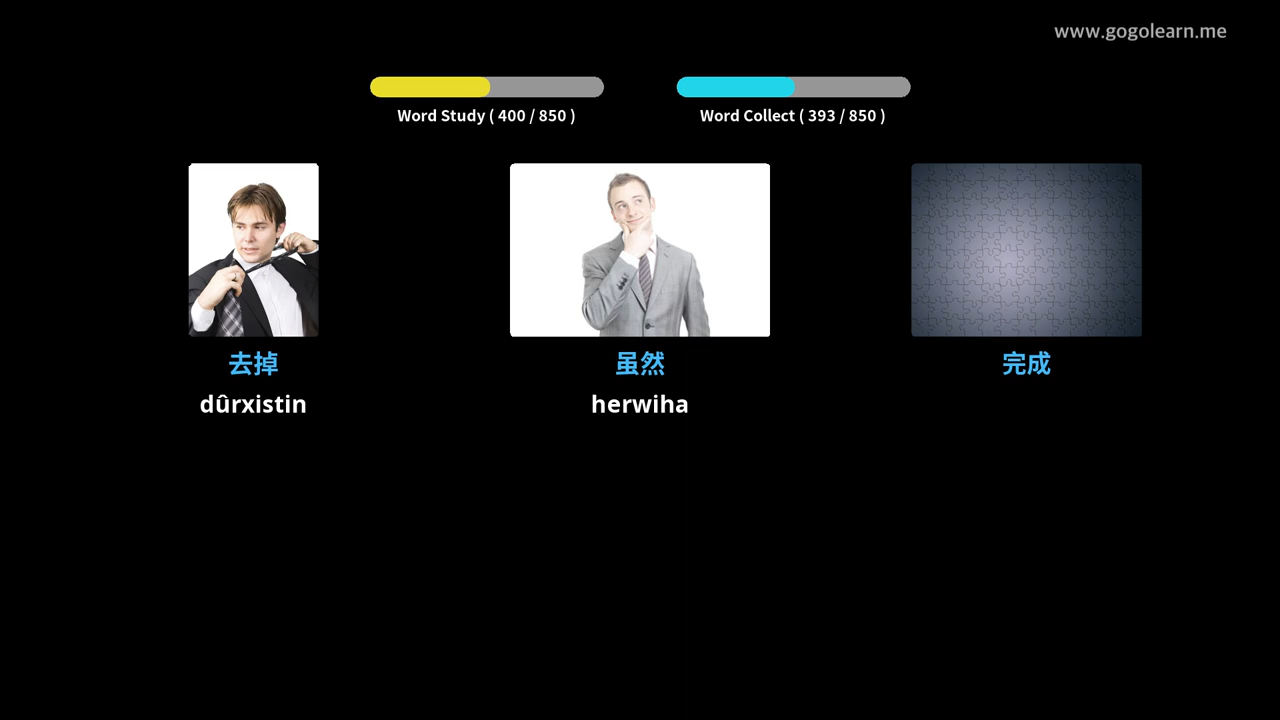 www.gogolearn.me
Word Study ( 400 / 850 )
Word Collect ( 393 / 850 )
去掉
虽然
完成
dûrxistin
herwiha